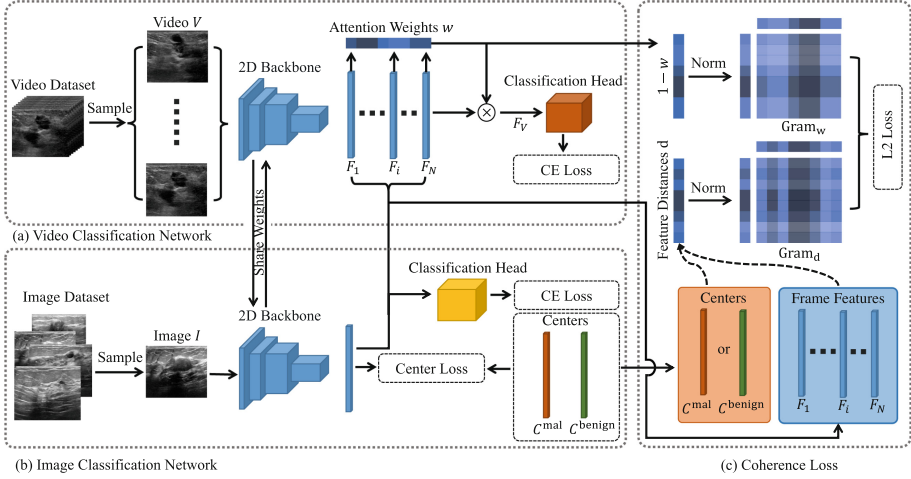 Video V
Attention Weights w
2D Backbone
Video Dataset
Sample
Classification Head
F_V
CE Loss
F_1
F_i
F_N
(a) Video Classification Network
Share Weights
1 − w
Norm
Gram_w
L2 Loss
Feature Distances d
Norm
Gram_d
Image Dataset
Sample
Image I
2D Backbone
Classification Head
CE Loss
Centers
Center Loss
C^mal
C^benign
(b) Image Classification Network
Centers
or
C^mal
C^benign
Frame Features
F_1
F_i
F_N
(c) Coherence Loss